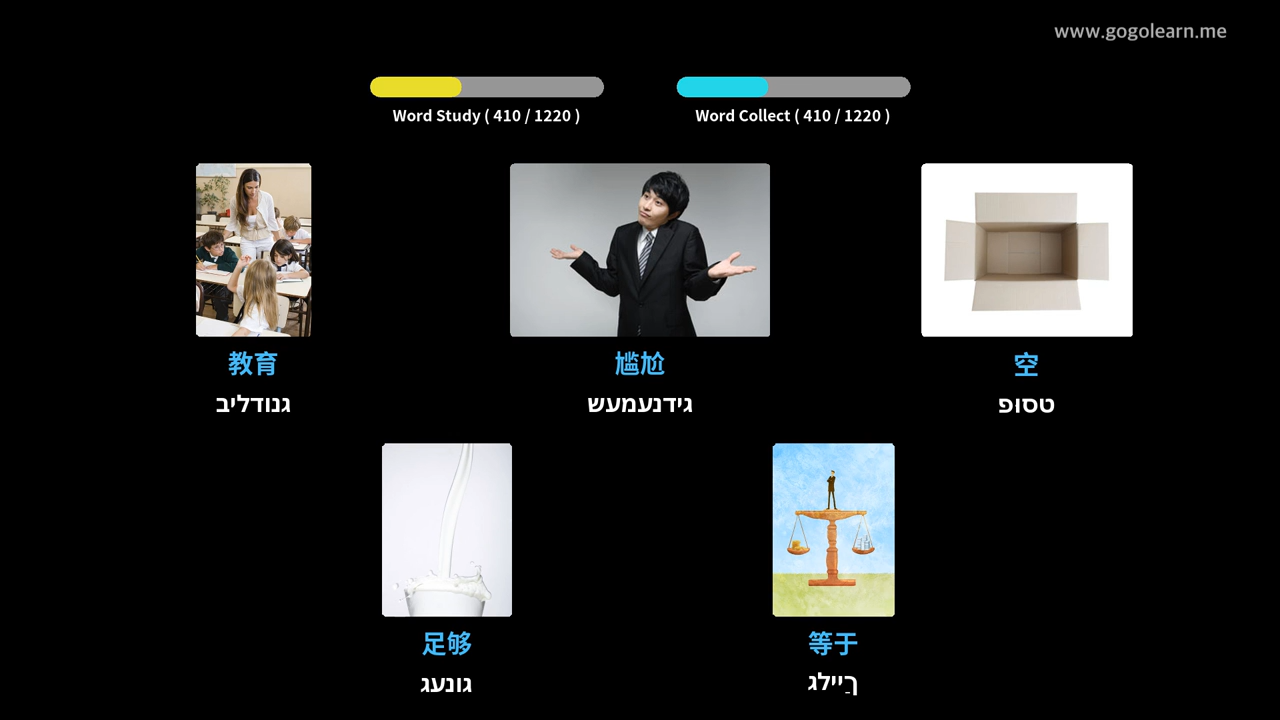 www.gogolearn.me
Word Study ( 410 / 1220 )
Word Collect ( 410 / 1220 )
教育
גנודליב
尴尬
גידנעמעש
空
טסופּ
足够
גונעג
等于
ךַיילג